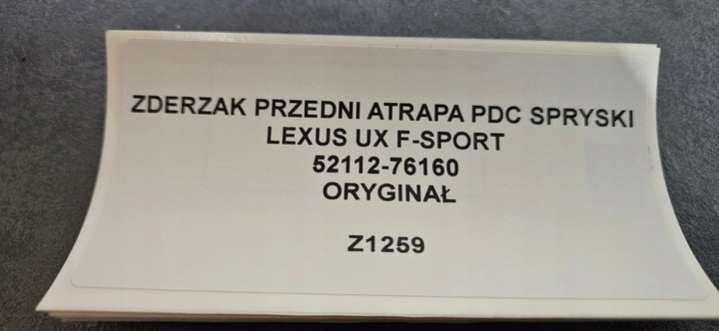 ZDERZAK PRZEDNI ATRAPA PDC SPRYSKI
LEXUS UX F-SPORT
52112-76160
ORYGINAŁ
Z1259